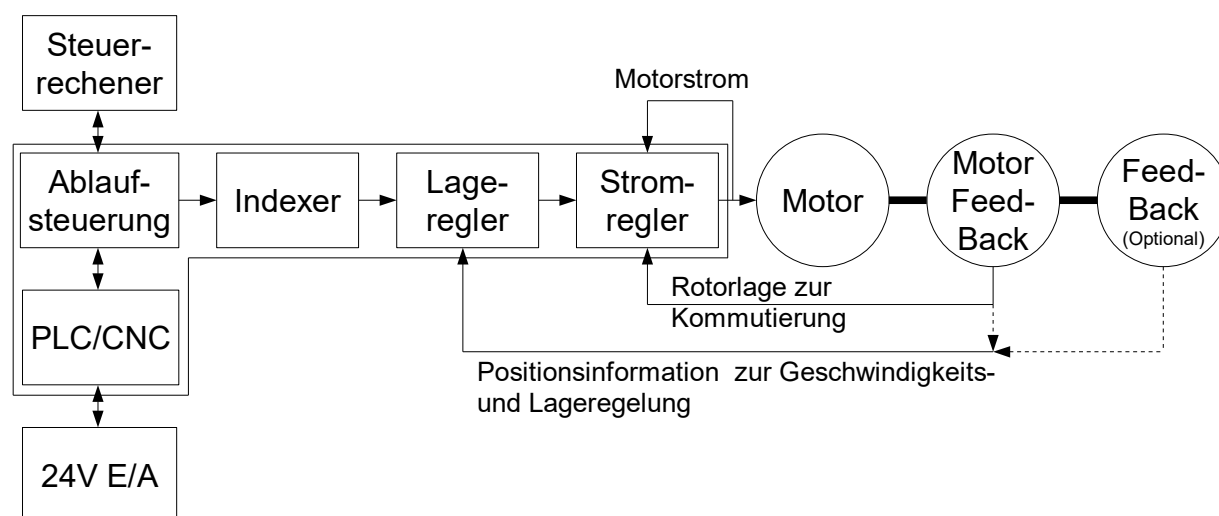 Steuer-
rechener
Motorstrom
Ablauf-
steuerung
Indexer
Lage-
regler
Strom-
regler
Motor
Motor
Feed-
Back
Feed-
Back
(Optional)
Rotorlage zur
Kommutierung
PLC/CNC
Positionsinformation zur Geschwindigkeits-
und Lageregelung
24V E/A